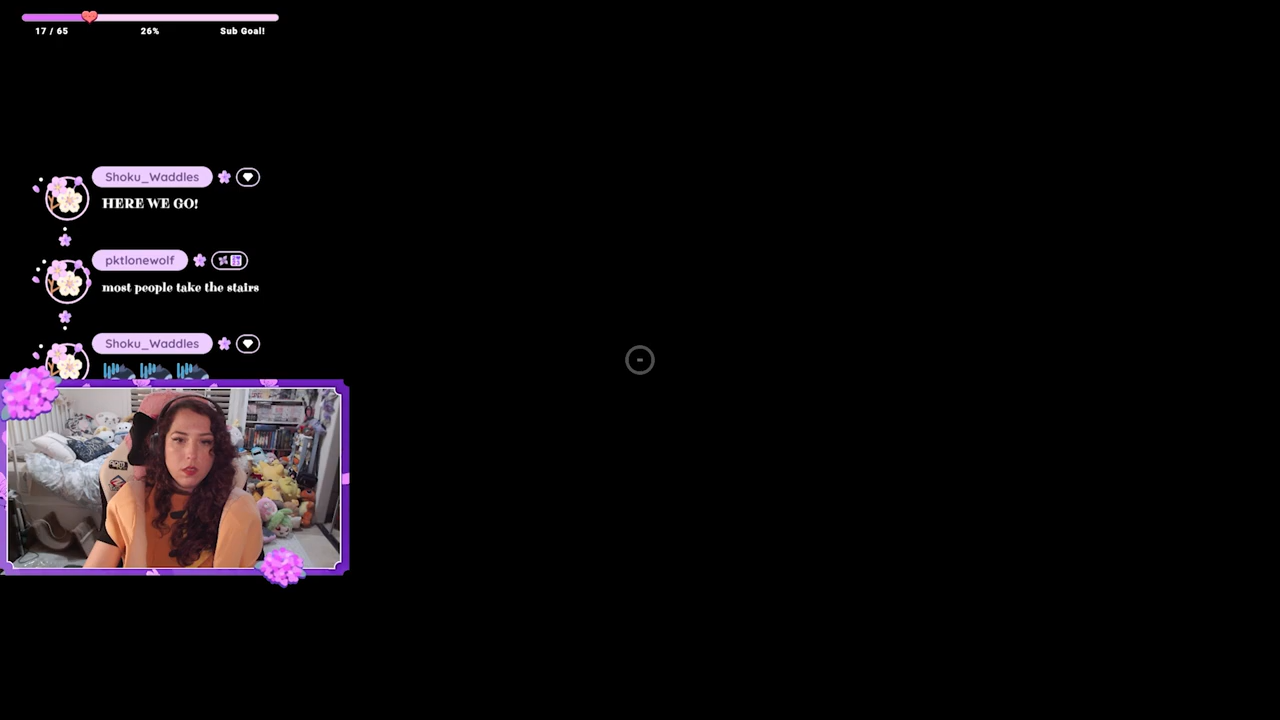 17 / 65 26% Sub Goal!
Shoku_Waddles
HERE WE GO!
pktlonewolf
most people take the stairs
Shoku_Waddles